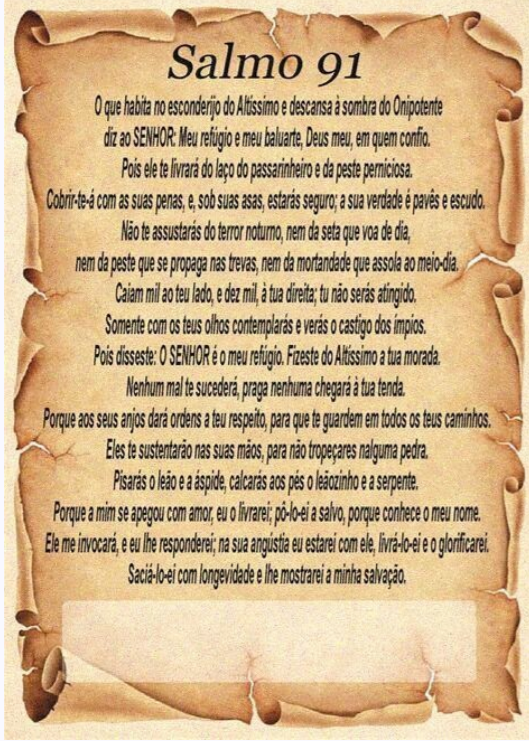 Salmo 91
O que habita no esconderijo do Altíssimo e descansa à sombra do Onipotente
diz ao SENHOR: Meu refúgio e meu baluarte, Deus meu, em quem confio.
Pois ele te livrará do laço do passarinheiro e da peste perniciosa.
Cobrir-te-á com as suas penas, e, sob suas asas, estarás seguro; a sua verdade é pavês e escudo.
Não te assustarás do terror noturno, nem da seta que voa de dia,
nem da peste que se propaga nas trevas, nem da mortandade que assola ao meio-dia.
Caiam mil ao teu lado, e dez mil, à tua direita; tu não serás atingido.
Somente com os teus olhos contemplarás e verás o castigo dos ímpios.
Pois disseste: O SENHOR é o meu refúgio. Fizeste do Altíssimo a tua morada.
Nenhum mal te sucederá, praga nenhuma chegará à tua tenda.
Porque aos seus anjos dará ordens a teu respeito, para que te guardem em todos os teus caminhos.
Eles te sustentarão nas suas mãos, para não tropeçares nalguma pedra.
Pisarás o leão e a áspide, calcarás aos pés o leãozinho e a serpente.
Porque a mim se apegou com amor, eu o livrarei; pô-lo-ei a salvo, porque conhece o meu nome.
Ele me invocará, e eu lhe responderei; na sua angústia eu estarei com ele, livrá-lo-ei e o glorificarei.
Saciá-lo-ei com longevidade e lhe mostrarei a minha salvação.